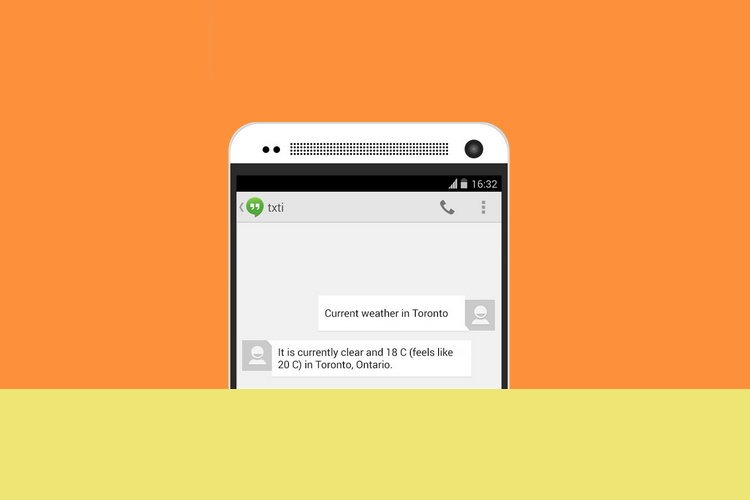 16:32
txti
Current weather in Toronto
It is currently clear and 18 C (feels like
20 C) in Toronto, Ontario.